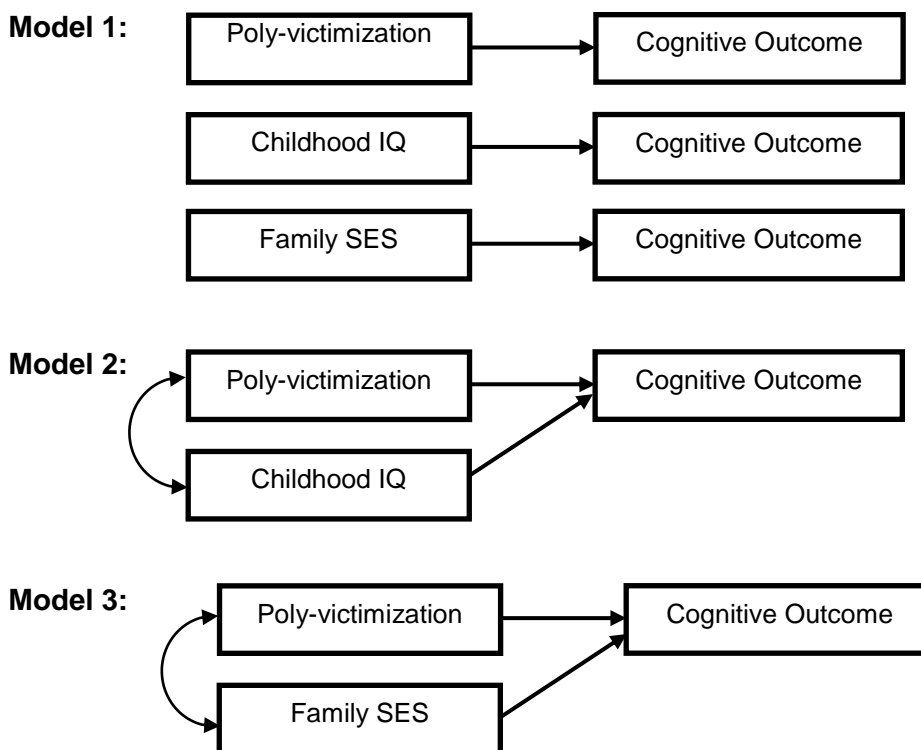 Model 1:
Poly-victimization
Cognitive Outcome
Childhood IQ
Cognitive Outcome
Family SES
Cognitive Outcome
Model 2:
Poly-victimization
Cognitive Outcome
Childhood IQ
Model 3:
Poly-victimization
Cognitive Outcome
Family SES